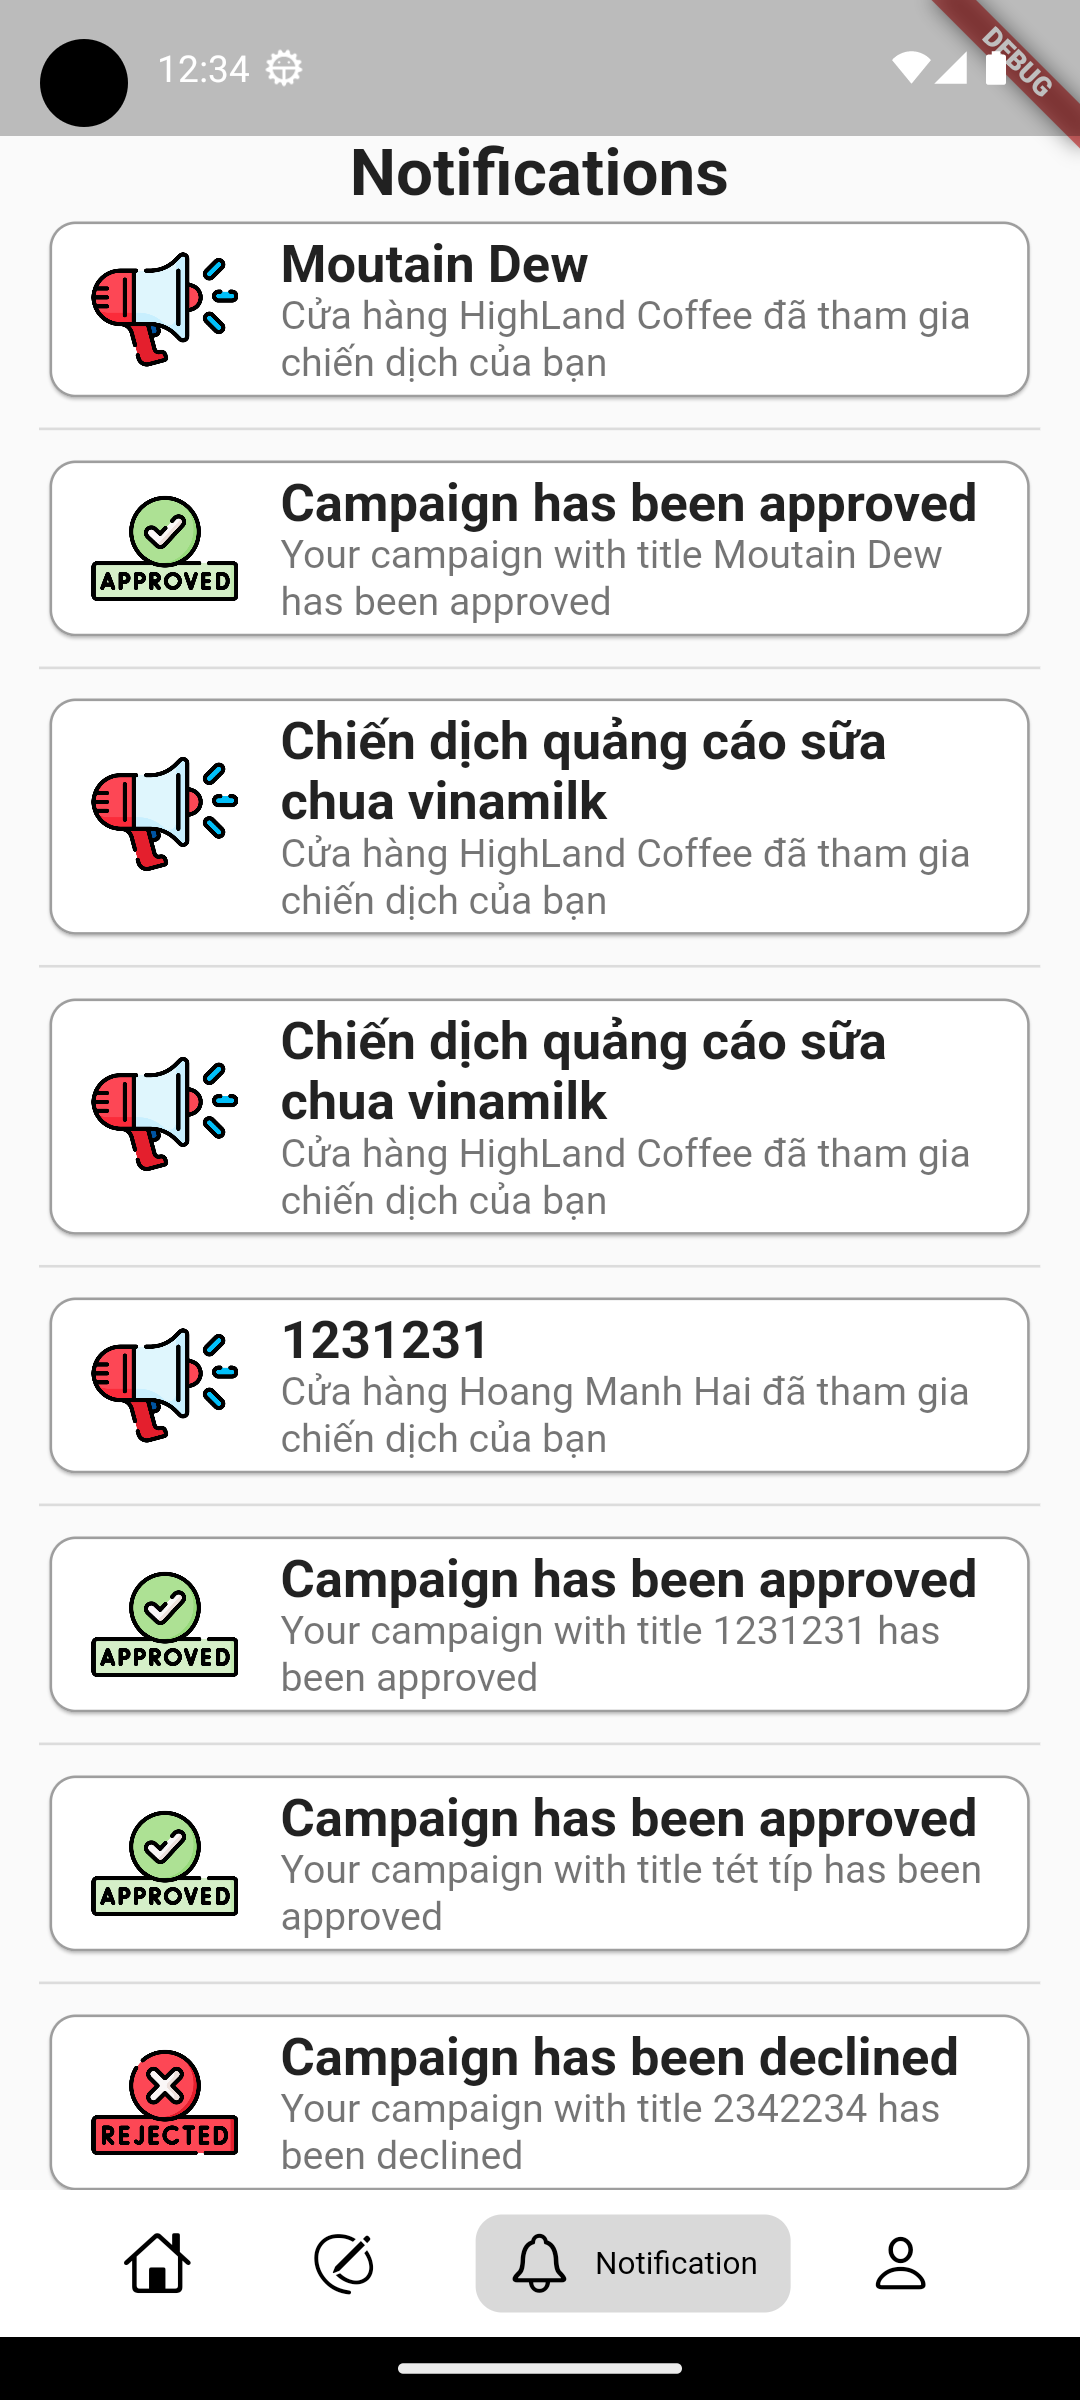 12:34
DEBUG
Notifications
Moutain Dew
Cửa hàng HighLand Coffee đã tham gia
chiến dịch của bạn
Campaign has been approved
Your campaign with title Moutain Dew
has been approved
APPROVED
Chiến dịch quảng cáo sữa
chua vinamilk
Cửa hàng HighLand Coffee đã tham gia
chiến dịch của bạn
Chiến dịch quảng cáo sữa
chua vinamilk
Cửa hàng HighLand Coffee đã tham gia
chiến dịch của bạn
1231231
Cửa hàng Hoang Manh Hai đã tham gia
chiến dịch của bạn
Campaign has been approved
Your campaign with title 1231231 has
been approved
APPROVED
Campaign has been approved
Your campaign with title tét típ has been
approved
APPROVED
Campaign has been declined
Your campaign with title 2342234 has
been declined
REJECTED
Notification